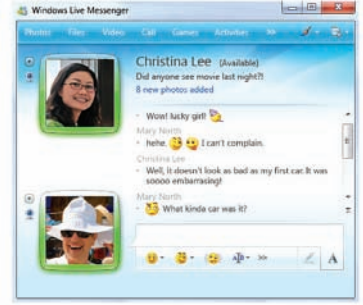 Windows Live Messenger
Photos Files Video Call Games Activities >>
Christina Lee (Available)
Did anyone see movie last night?!
8 new photos added
Wow! lucky girl!
Mary North
hehe. I can't complain.
Christina Lee
Well, it doesn't look as bad as my first car. It was
soooo embarracing!
Mary North
What kinda car was it?
>> A